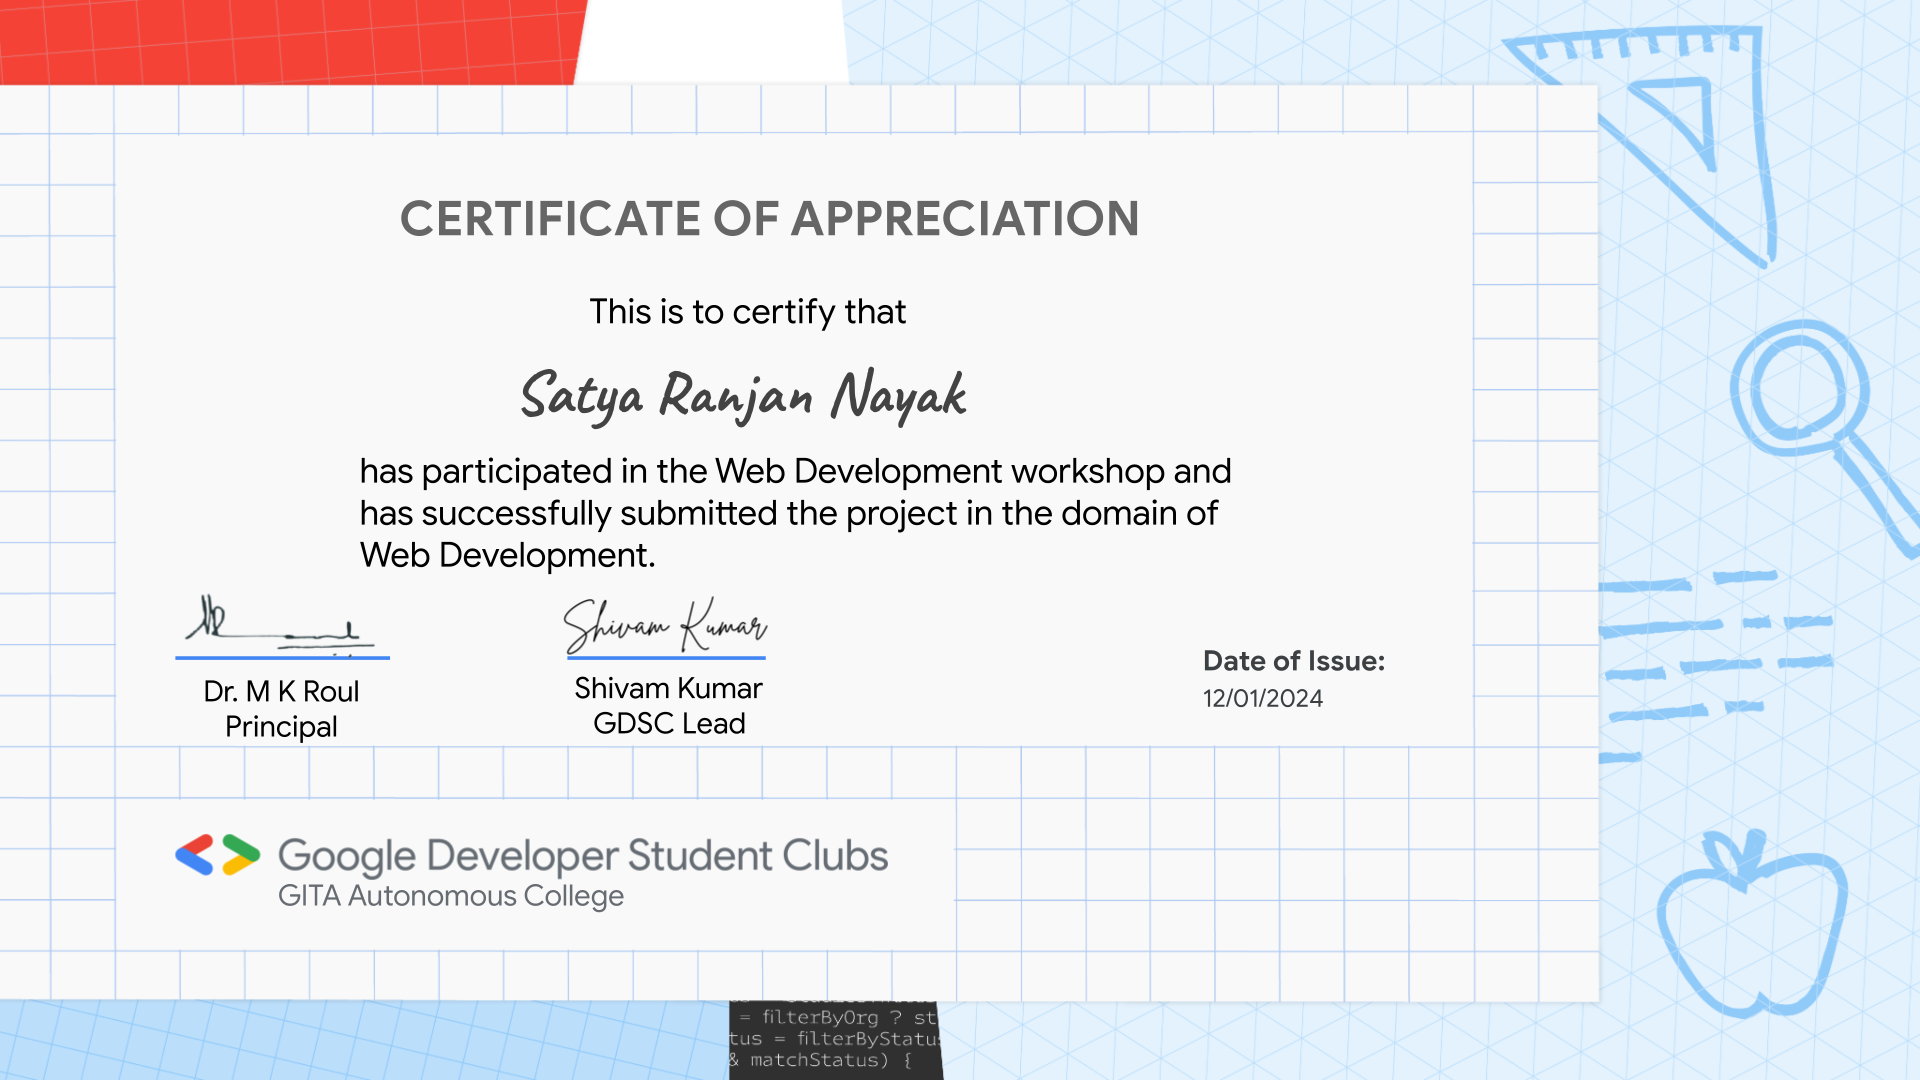 CERTIFICATE OF APPRECIATION
This is to certify that
Satya Ranjan Nayak
has participated in the Web Development workshop and
has successfully submitted the project in the domain of
Web Development.
Shivam Kumar
Dr. M K Roul
Principal
Shivam Kumar
GDSC Lead
Date of Issue:
12/01/2024
Google Developer Student Clubs
GITA Autonomous College
= filterByOrg ? st
tus = filterByStatus
& matchStatus) {